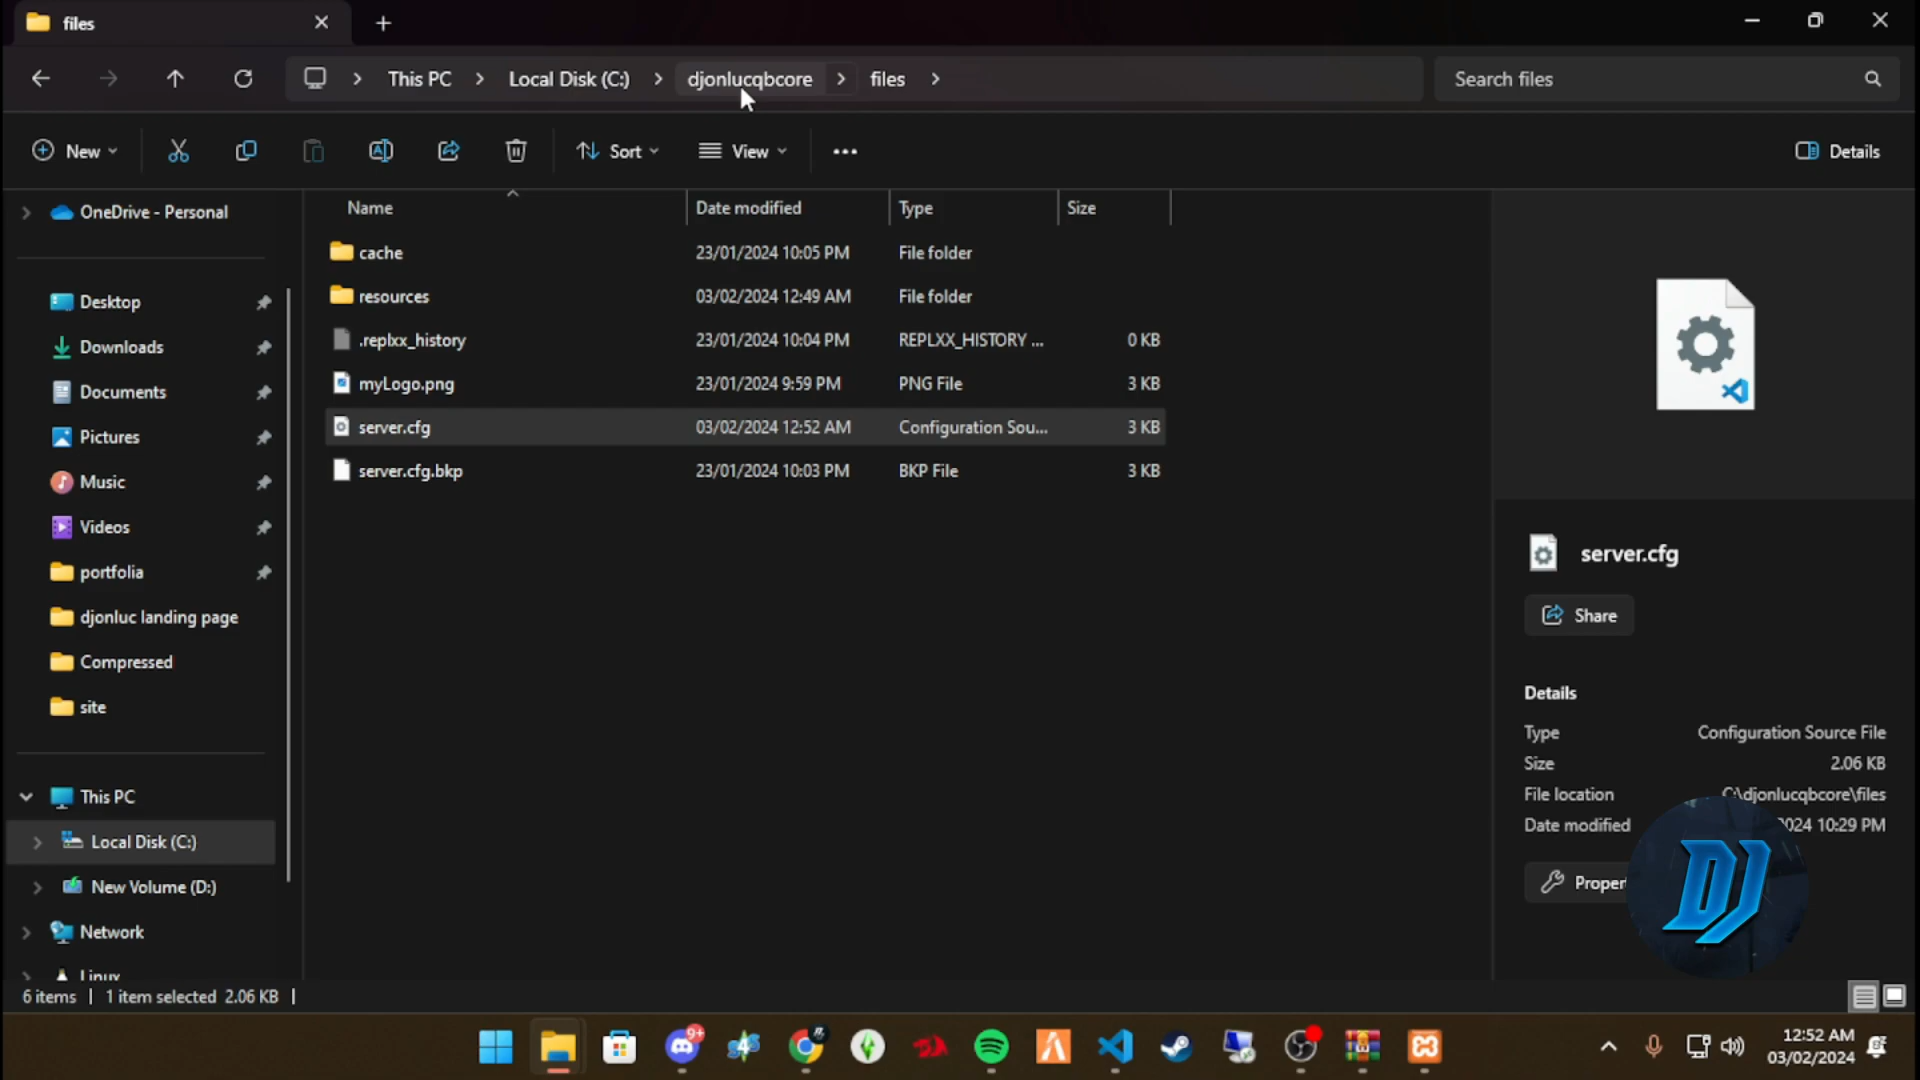 files
This PC
Local Disk (C:)
djonlucqbcore
files
Search files
New
Sort
View
Details
OneDrive - Personal
Desktop
Downloads
Documents
Pictures
Music
Videos
portfolia
djonluc landing page
Compressed
site
This PC
Local Disk (C:)
New Volume (D:)
Network
Linux
Name Date modified Type Size
cache 23/01/2024 10:05 PM File folder
resources 03/02/2024 12:49 AM File folder
.replxx_history 23/01/2024 10:04 PM REPLXX_HISTORY ... 0 KB
myLogo.png 23/01/2024 9:59 PM PNG File 3 KB
server.cfg 03/02/2024 12:52 AM Configuration Sou... 3 KB
server.cfg.bkp 23/01/2024 10:03 PM BKP File 3 KB
server.cfg
Share
Details
Type Configuration Source File
Size 2.06 KB
File location C:\djonlucqbcore\files
Date modified 2024 10:29 PM
DJ
6 items 1 item selected 2.06 KB
9+
12:52 AM
03/02/2024